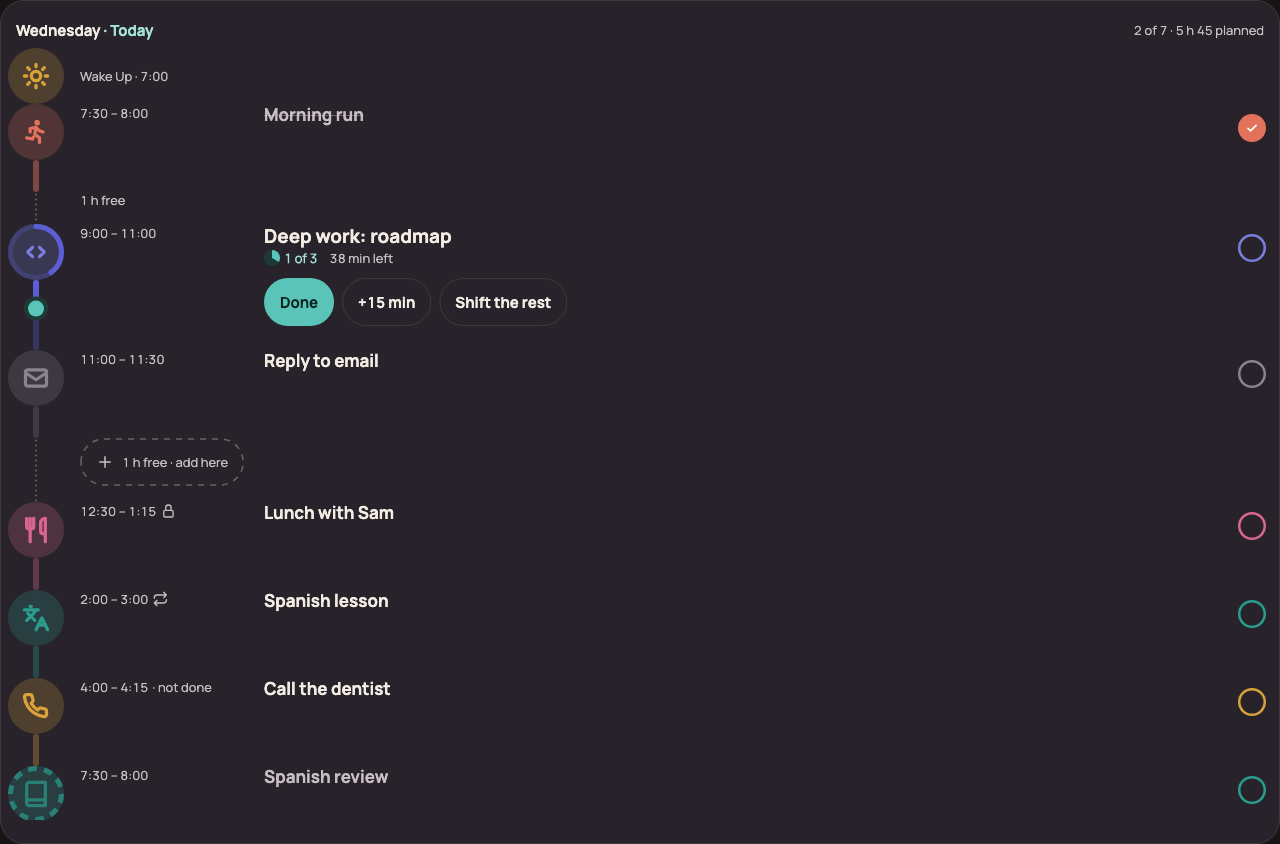 Wednesday · Today
2 of 7 · 5 h 45 planned
Wake Up · 7:00
7:30 – 8:00
Morning run
1 h free
9:00 – 11:00
Deep work: roadmap
1 of 3 38 min left
Done
+15 min
Shift the rest
11:00 – 11:30
Reply to email
1 h free · add here
12:30 – 1:15
Lunch with Sam
2:00 – 3:00
Spanish lesson
4:00 – 4:15 · not done
Call the dentist
7:30 – 8:00
Spanish review